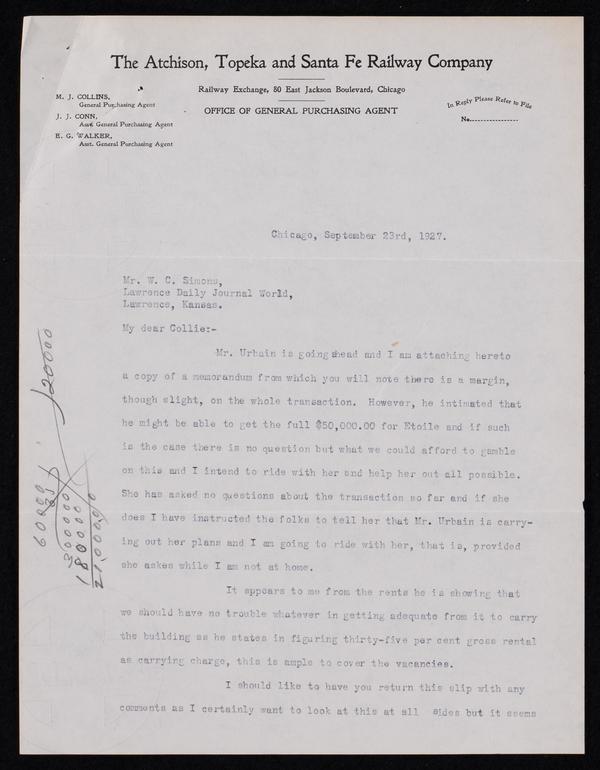 The Atchison, Topeka and Santa Fe Railway Company
Railway Exchange, 80 East Jackson Boulevard, Chicago
OFFICE OF GENERAL PURCHASING AGENT
M. J. COLLINS,
General Purchasing Agent
J. J. CONN,
Asst General Purchasing Agent
E. G. WALKER,
Asst. General Purchasing Agent
In Reply Please Refer to File
No..................
Chicago, September 23rd, 1927.
Mr. W. C. Simons,
Lawrence Daily Journal World,
Lawrence, Kansas.
My dear Collie:-
Mr. Urbain is going ahead and I am attaching hereto
a copy of a memorandum from which you will note there is a margin,
though slight, on the whole transaction. However, he intimated that
he might be able to get the full $50,000.00 for Etoile and if such
is the case there is no question but what we could afford to gamble
on this and I intend to ride with her and help her out all possible.
She has asked no questions about the transaction so far and if she
does I have instructed the folks to tell her that Mr. Urbain is carry-
ing out her plans and I am going to ride with her, that is, provided
she askes while I am not at home.
It appears to me from the rents he is showing that
we should have no trouble whatever in getting adequate from it to carry
the building as he states in figuring thirty-five per cent gross rental
as carrying charge, this is ample to cover the vacancies.
I should like to have you return this slip with any
comments as I certainly want to look at this at all sides but it seems
60000
35
300000
180000
21,000.00